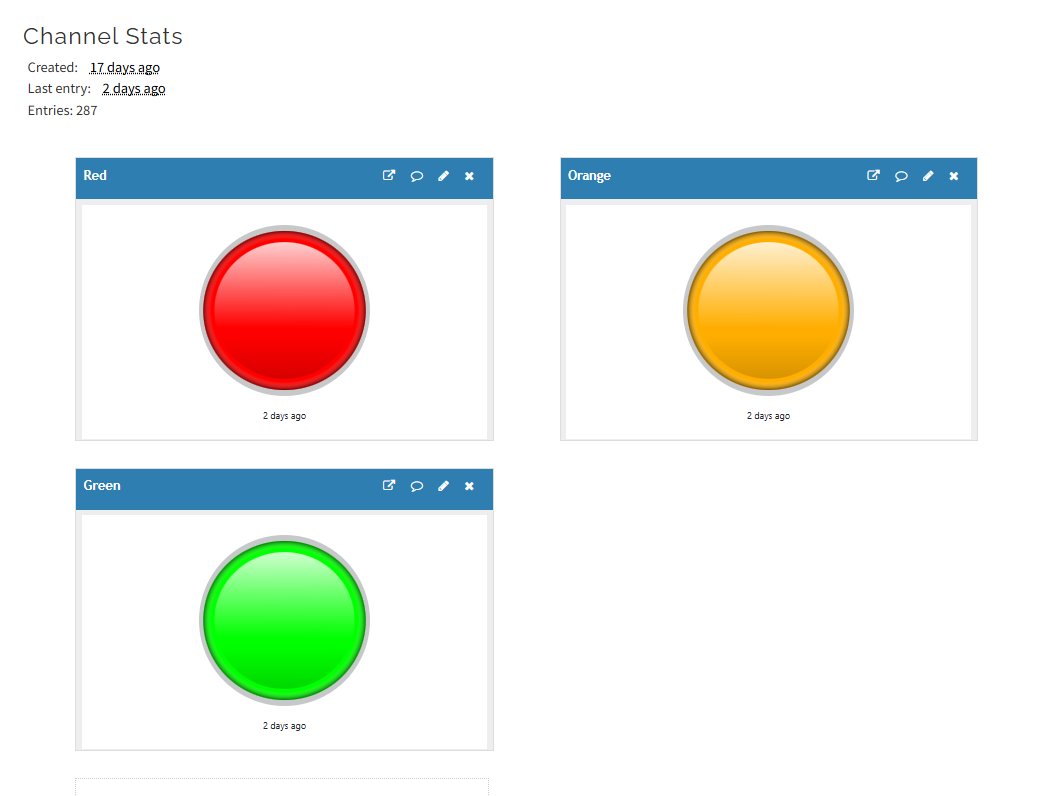 Channel Stats
Created: 17 days ago
Last entry: 2 days ago
Entries: 287
Red
Orange
2 days ago
2 days ago
Green
2 days ago